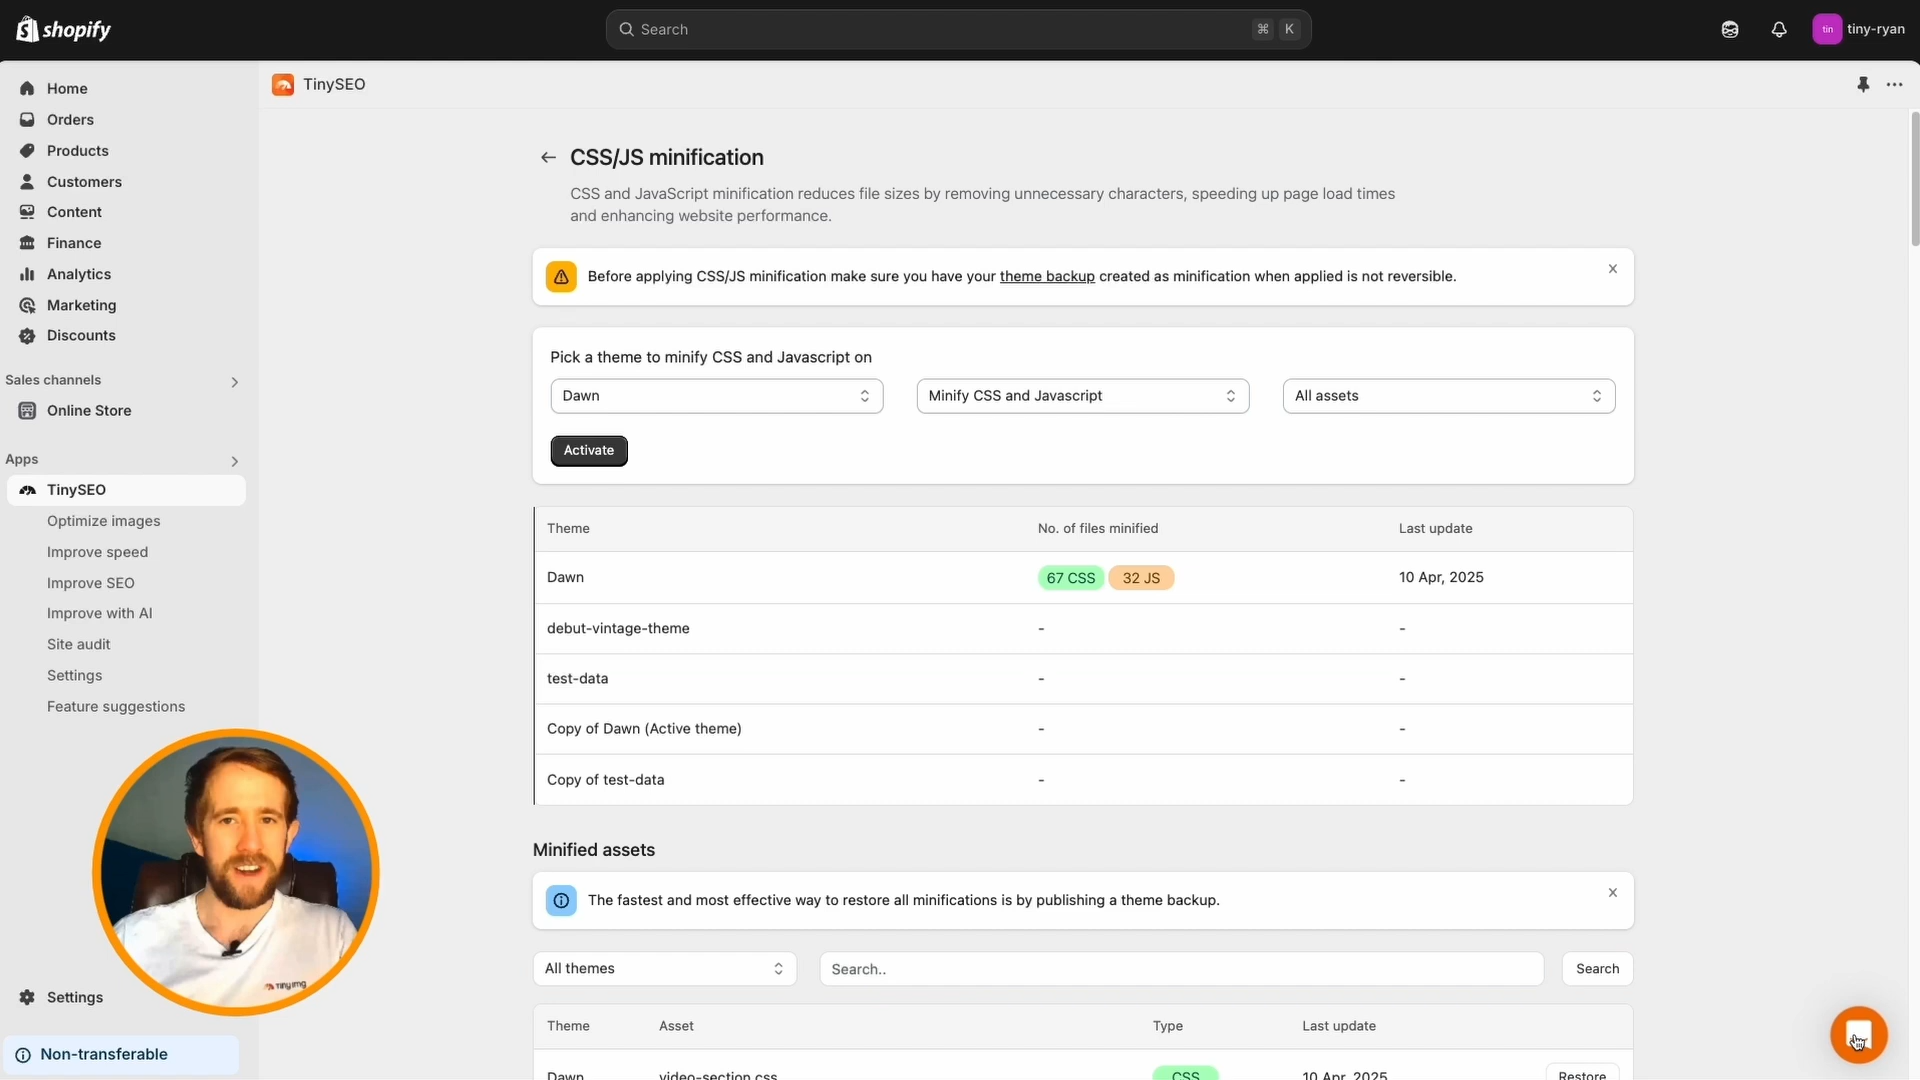 shopify
Search
⌘ K
tin
tiny-ryan
Home
Orders
Products
Customers
Content
Finance
Analytics
Marketing
Discounts
Sales channels
Online Store
Apps
TinySEO
Optimize images
Improve speed
Improve SEO
Improve with AI
Site audit
Settings
Feature suggestions
Settings
Non-transferable
TinySEO
CSS/JS minification
CSS and JavaScript minification reduces file sizes by removing unnecessary characters, speeding up page load times
and enhancing website performance.
Before applying CSS/JS minification make sure you have your theme backup created as minification when applied is not reversible.
Pick a theme to minify CSS and Javascript on
Dawn
Minify CSS and Javascript
All assets
Activate
Theme No. of files minified Last update
Dawn 67 CSS 32 JS 10 Apr, 2025
debut-vintage-theme - -
test-data - -
Copy of Dawn (Active theme) - -
Copy of test-data - -
Minified assets
The fastest and most effective way to restore all minifications is by publishing a theme backup.
All themes
Search..
Search
Theme Asset Type Last update
Dawn video-section.css CSS 10 Apr, 2025 Restore
tinyimg